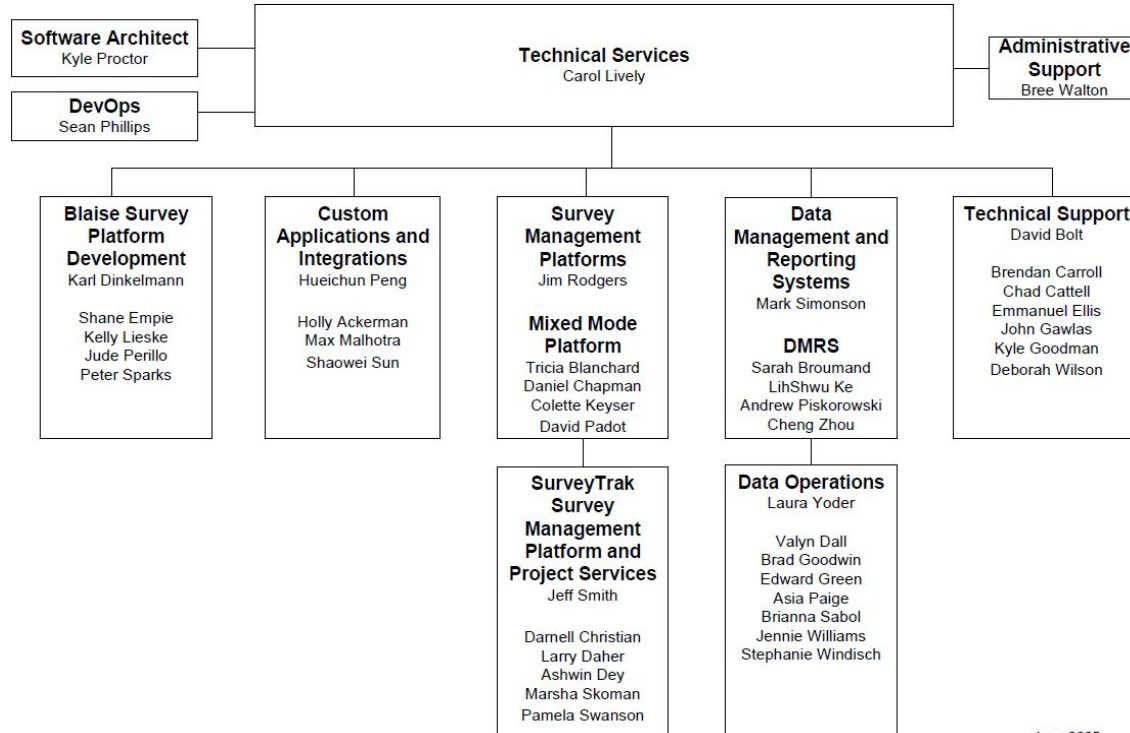 Software Architect
Kyle Proctor
DevOps
Sean Phillips
Technical Services
Carol Lively
Administrative
Support
Bree Walton
Blaise Survey
Platform
Development
Karl Dinkelmann
Shane Empie
Kelly Lieske
Jude Perillo
Peter Sparks
Custom
Applications and
Integrations
Hueichun Peng
Holly Ackerman
Max Malhotra
Shaowei Sun
Survey
Management
Platforms
Jim Rodgers
Mixed Mode
Platform
Tricia Blanchard
Daniel Chapman
Colette Keyser
David Padot
SurveyTrak
Survey
Management
Platform and
Project Services
Jeff Smith
Darnell Christian
Larry Daher
Ashwin Dey
Marsha Skoman
Pamela Swanson
Data
Management and
Reporting
Systems
Mark Simonson
DMRS
Sarah Broumand
LihShwu Ke
Andrew Piskorowski
Cheng Zhou
Data Operations
Laura Yoder
Valyn Dall
Brad Goodwin
Edward Green
Asia Paige
Brianna Sabol
Jennie Williams
Stephanie Windisch
Technical Support
David Bolt
Brendan Carroll
Chad Cattell
Emmanuel Ellis
John Gawlas
Kyle Goodman
Deborah Wilson